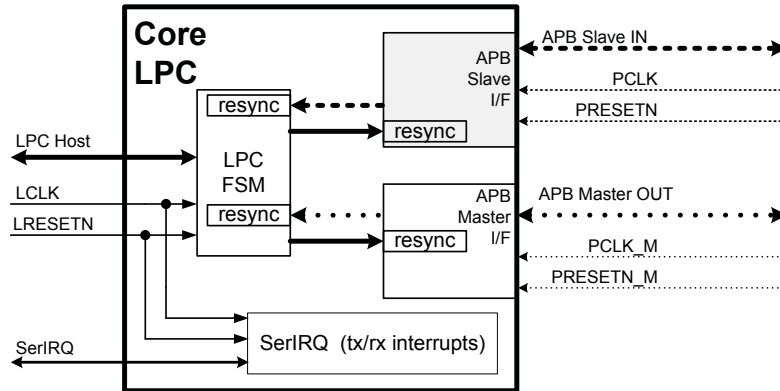 Core
LPC
APB
Slave
I/F
APB Slave IN
PCLK
PRESETN
resync
resync
LPC Host
LPC
FSM
LCLK
LRESETN
resync
resync
APB
Master
I/F
APB Master OUT
PCLK_M
PRESETN_M
SerIRQ
SerIRQ (tx/rx interrupts)